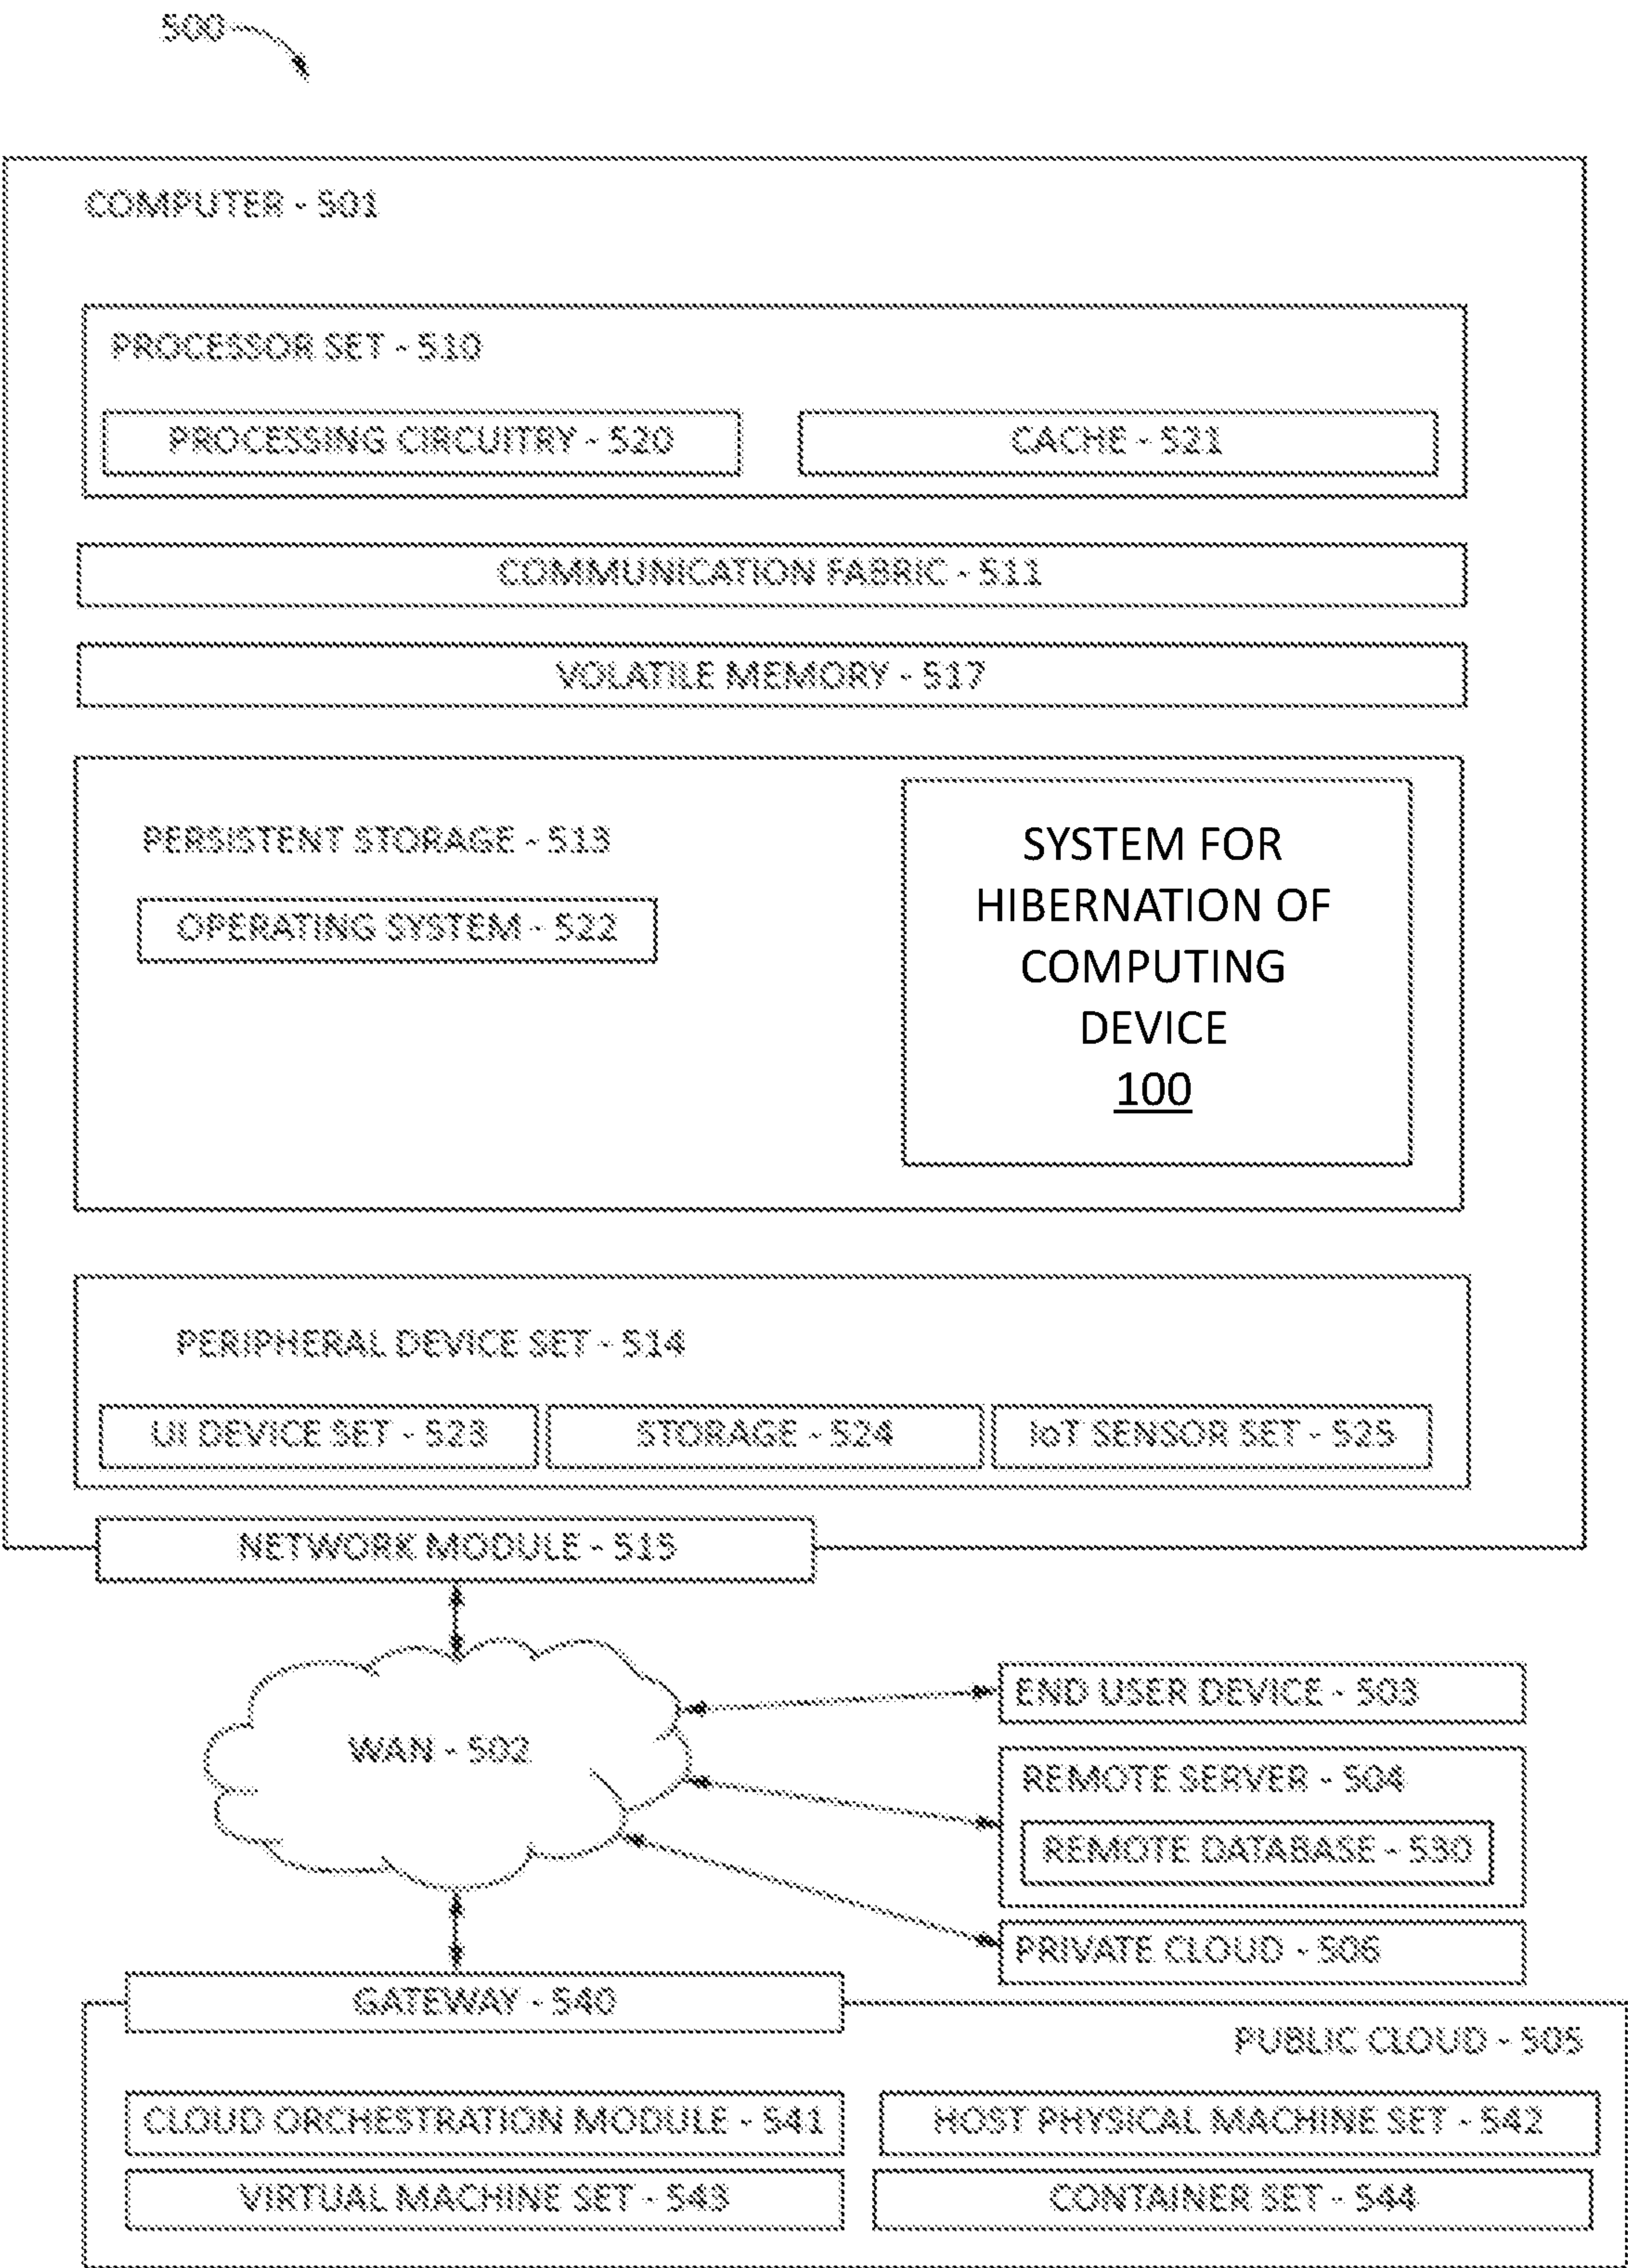 500
COMPUTER - 501
PROCESSOR SET - 510
PROCESSING CIRCUITRY - 520
CACHE - 521
COMMUNICATION FABRIC - 511
VOLATILE MEMORY - 517
PERSISTENT STORAGE - 513
OPERATING SYSTEM - 522
SYSTEM FOR
HIBERNATION OF
COMPUTING
DEVICE
100
PERIPHERAL DEVICE SET - 514
UI DEVICE SET - 523
STORAGE - 524
IoT SENSOR SET - 525
NETWORK MODULE - 515
WAN - 502
END USER DEVICE - 503
REMOTE SERVER - 504
REMOTE DATABASE - 530
PRIVATE CLOUD - 506
GATEWAY - 540
PUBLIC CLOUD - 505
CLOUD ORCHESTRATION MODULE - 541
HOST PHYSICAL MACHINE SET - 542
VIRTUAL MACHINE SET - 543
CONTAINER SET - 544